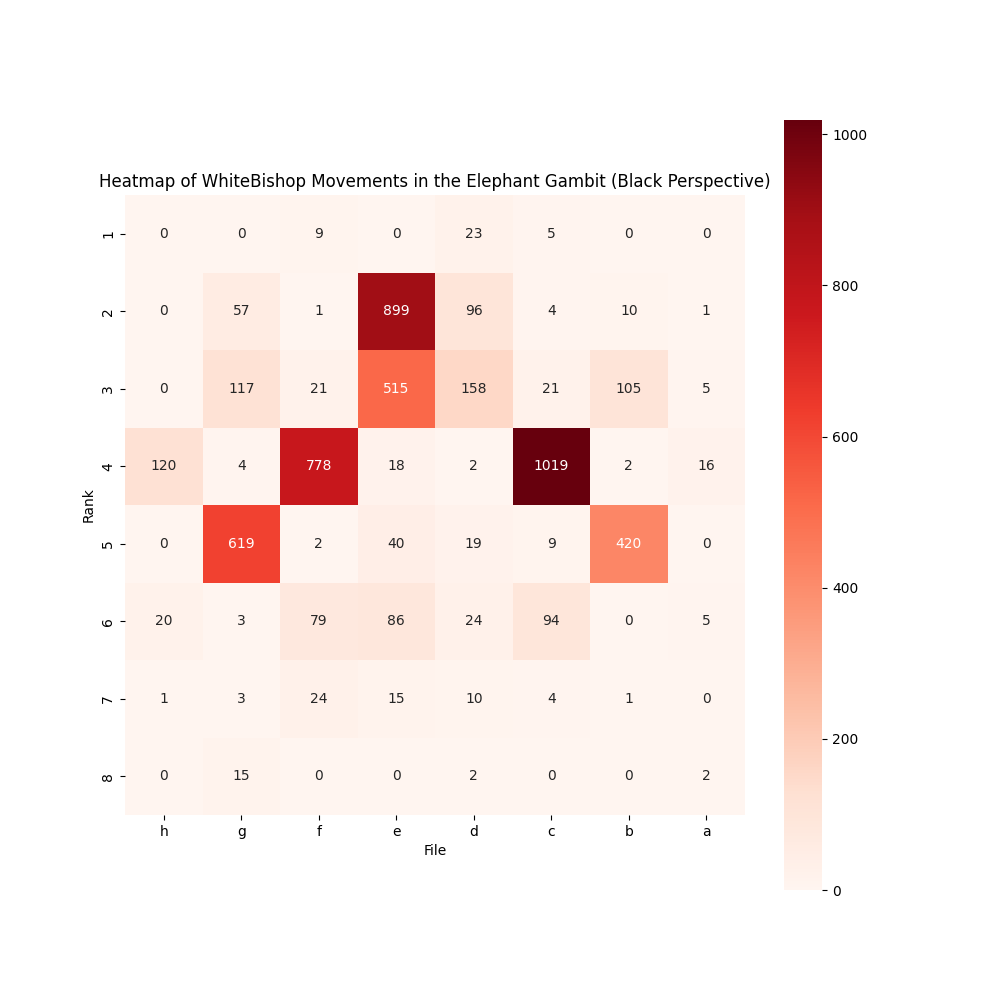 Heatmap of WhiteBishop Movements in the Elephant Gambit (Black Perspective)
1 0 0 9 0 23 5 0 0
2 0 57 1 899 96 4 10 1
3 0 117 21 515 158 21 105 5
4 120 4 778 18 2 1019 2 16
5 0 619 2 40 19 9 420 0
6 20 3 79 86 24 94 0 5
7 1 3 24 15 10 4 1 0
8 0 15 0 0 2 0 0 2
h g f e d c b a
File
Rank
1000
800
600
400
200
0